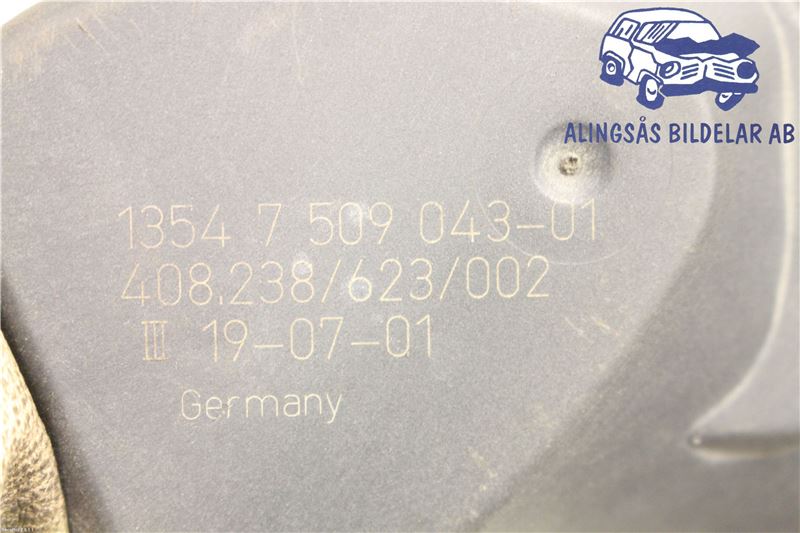 ALINGSÅS BILDELAR AB
1354 7 509 043-01
408.238/623/002
III 19-07-01
Germany